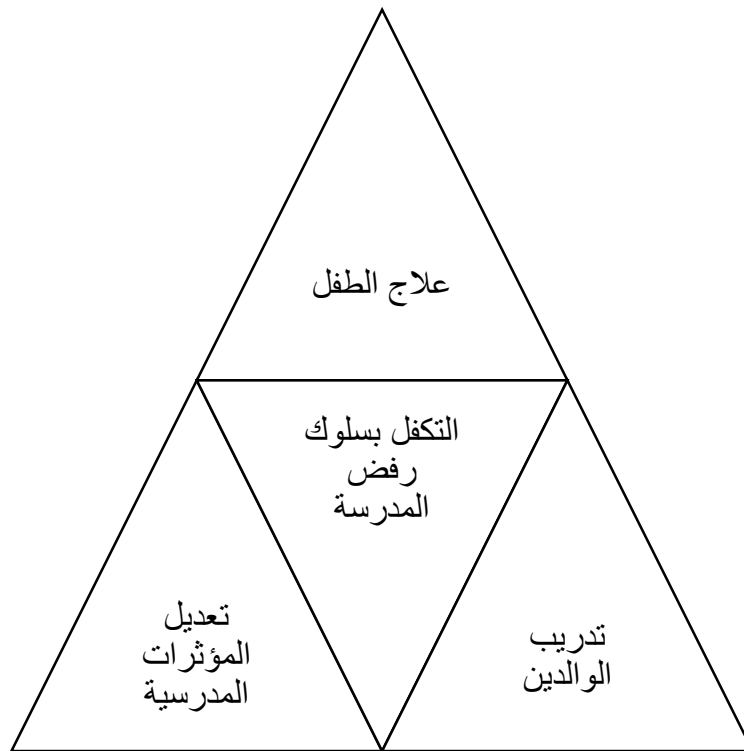 علاج الطفل
التكفل بسلوك
رفض
المدرسة
تعديل
المؤثرات
المدرسية
تدريب
الوالدين